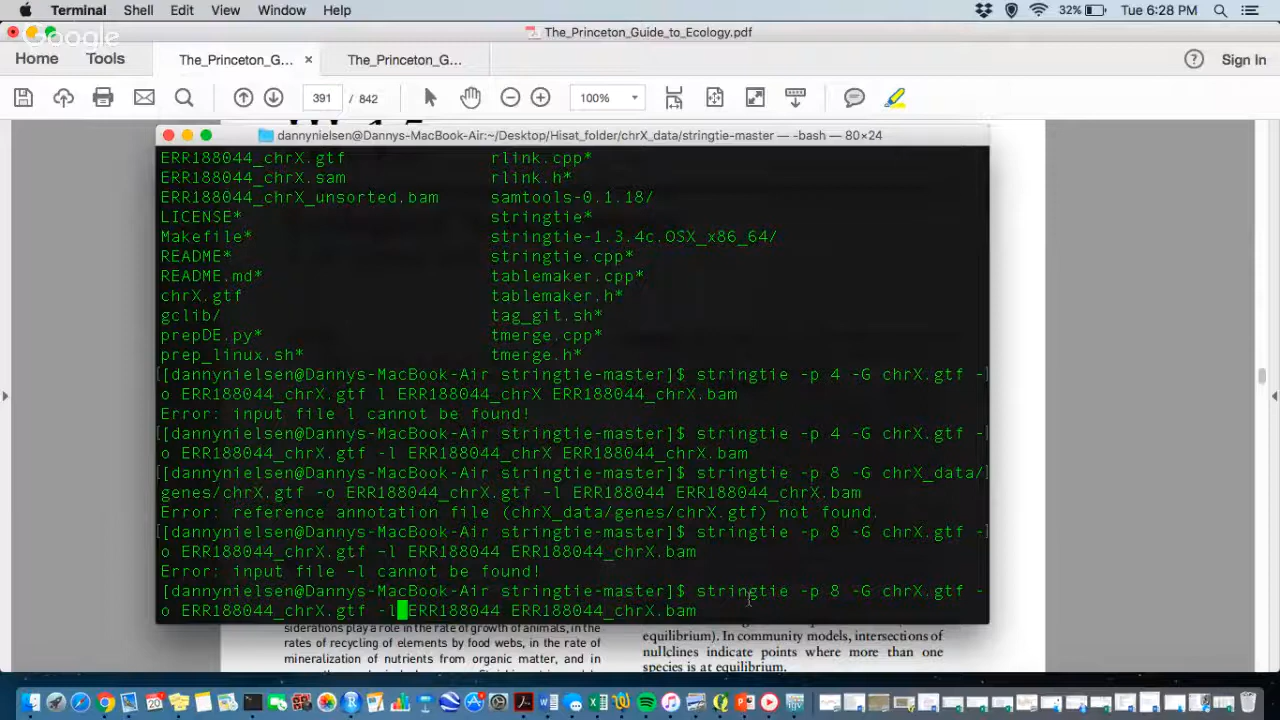 Terminal Shell Edit View Window Help 32% Tue 6:28 PM
Google
The_Princeton_Guide_to_Ecology.pdf
Home Tools The_Princeton_G... × The_Princeton_G... ? Sign In
391 / 842 100%
dannynielsen@Dannys-MacBook-Air:~/Desktop/Hisat_folder/chrX_data/stringtie-master — -bash — 80×24
ERR188044_chrX.gtf rlink.cpp*
ERR188044_chrX.sam rlink.h*
ERR188044_chrX_unsorted.bam samtools-0.1.18/
LICENSE* stringtie*
Makefile* stringtie-1.3.4c.OSX_x86_64/
README* stringtie.cpp*
README.md* tablemaker.cpp*
chrX.gtf tablemaker.h*
gclib/ tag_git.sh*
prepDE.py* tmerge.cpp*
prep_linux.sh* tmerge.h*
[[dannynielsen@Dannys-MacBook-Air stringtie-master]$ stringtie -p 4 -G chrX.gtf -]
o ERR188044_chrX.gtf l ERR188044_chrX ERR188044_chrX.bam
Error: input file l cannot be found!
[[dannynielsen@Dannys-MacBook-Air stringtie-master]$ stringtie -p 4 -G chrX.gtf -]
o ERR188044_chrX.gtf -l ERR188044_chrX ERR188044_chrX.bam
[[dannynielsen@Dannys-MacBook-Air stringtie-master]$ stringtie -p 8 -G chrX_data/]
genes/chrX.gtf -o ERR188044_chrX.gtf -l ERR188044 ERR188044_chrX.bam
Error: reference annotation file (chrX_data/genes/chrX.gtf) not found.
[[dannynielsen@Dannys-MacBook-Air stringtie-master]$ stringtie -p 8 -G chrX.gtf -]
o ERR188044_chrX.gtf –l ERR188044 ERR188044_chrX.bam
Error: input file –l cannot be found!
[dannynielsen@Dannys-MacBook-Air stringtie-master]$ stringtie -p 8 -G chrX.gtf -
o ERR188044_chrX.gtf -l ERR188044 ERR188044_chrX.bam
siderations play a role in the rate of growth of animals, in the
rates of recycling of elements by food webs, in the rate of
mineralization of nutrients from organic matter, and in
equilibrium). In community models, intersections of
nullclines indicate points where more than one
species is at equilibrium.